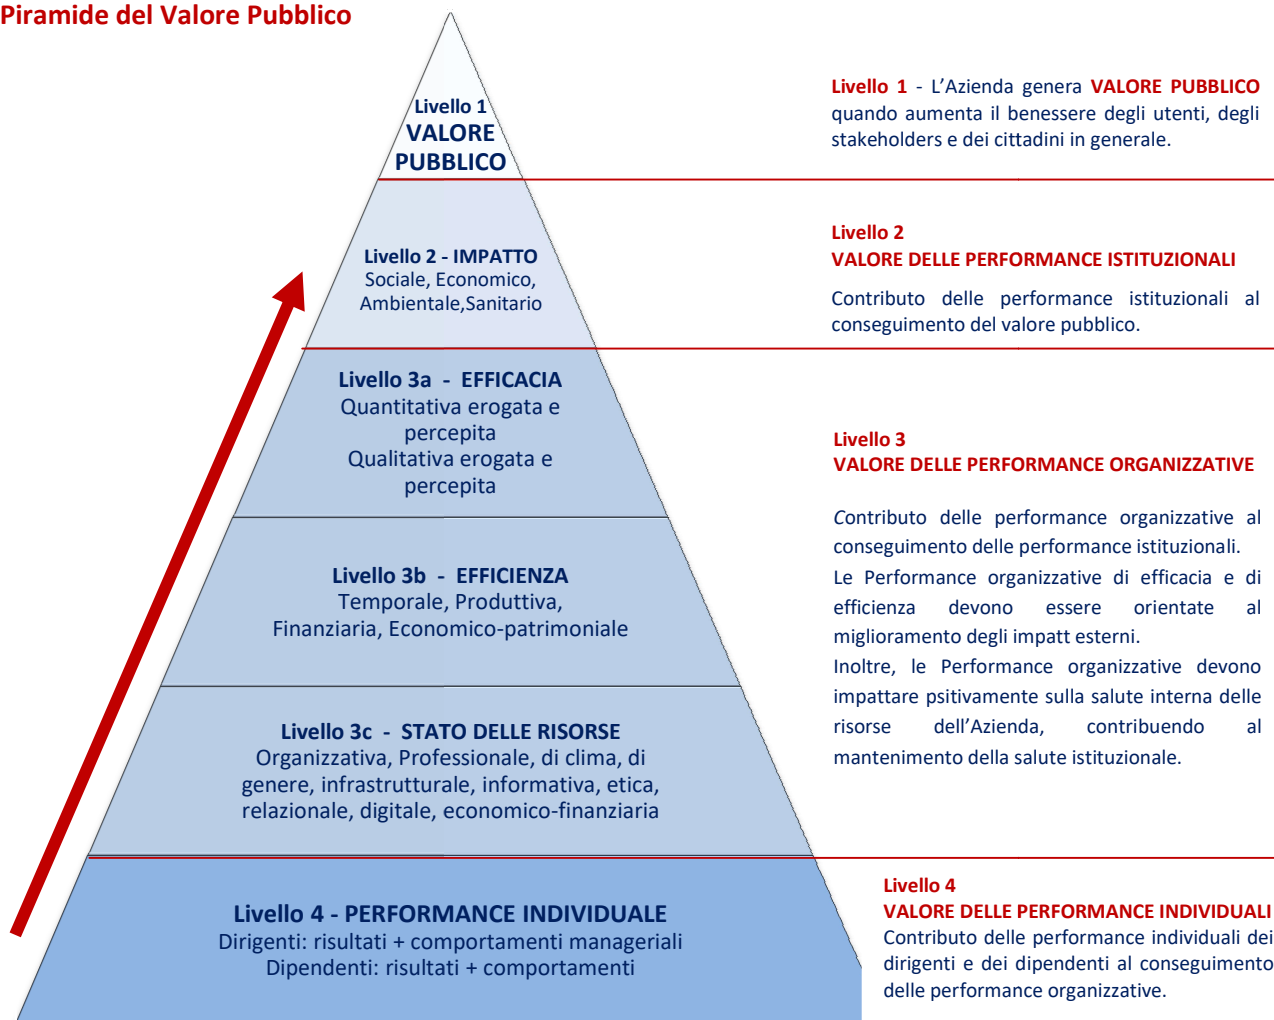 Piramide del Valore Pubblico
Livello 1
VALORE
PUBBLICO
Livello 1 - L'Azienda genera VALORE PUBBLICO
quando aumenta il benessere degli utenti, degli
stakeholders e dei cittadini in generale.
Livello 2 - IMPATTO
Sociale, Economico,
Ambientale,Sanitario
Livello 2
VALORE DELLE PERFORMANCE ISTITUZIONALI
Contributo delle performance istituzionali al
conseguimento del valore pubblico.
Livello 3a - EFFICACIA
Quantitativa erogata e
percepita
Qualitativa erogata e
percepita
Livello 3b - EFFICIENZA
Temporale, Produttiva,
Finanziaria, Economico-patrimoniale
Livello 3c - STATO DELLE RISORSE
Organizzativa, Professionale, di clima, di
genere, infrastrutturale, informativa, etica,
relazionale, digitale, economico-finanziaria
Livello 3
VALORE DELLE PERFORMANCE ORGANIZZATIVE
Contributo delle performance organizzative al
conseguimento delle performance istituzionali.
Le Performance organizzative di efficacia e di
efficienza devono essere orientate al
miglioramento degli impatt esterni.
Inoltre, le Performance organizzative devono
impattare psitivamente sulla salute interna delle
risorse dell'Azienda, contribuendo al
mantenimento della salute istituzionale.
Livello 4 - PERFORMANCE INDIVIDUALE
Dirigenti: risultati + comportamenti manageriali
Dipendenti: risultati + comportamenti
Livello 4
VALORE DELLE PERFORMANCE INDIVIDUALI
Contributo delle performance individuali dei
dirigenti e dei dipendenti al conseguimento
delle performance organizzative.